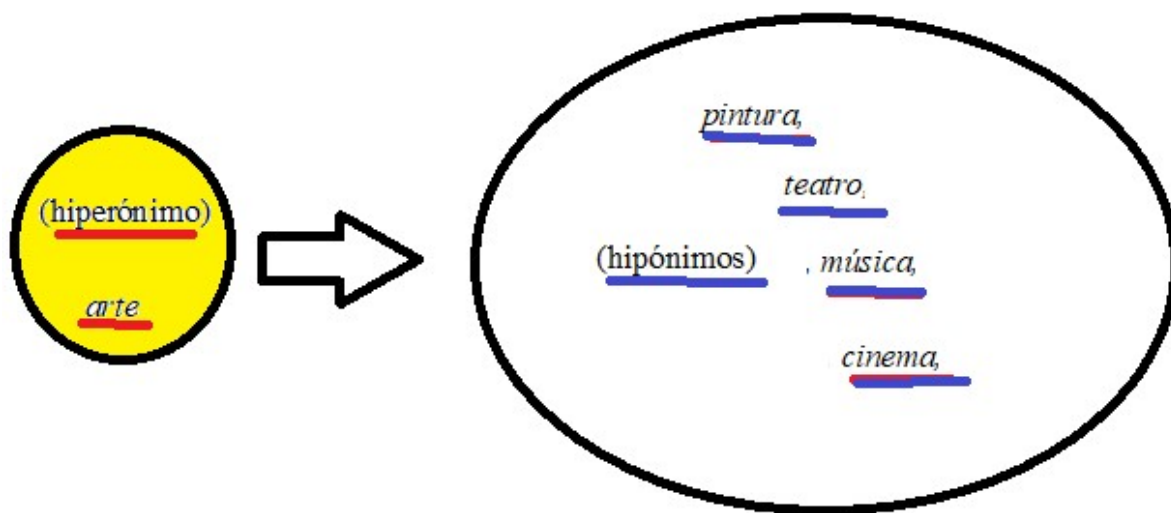 (hiperónimo)
arte
pintura,
teatro,
(hipónimos)
, música,
cinema,